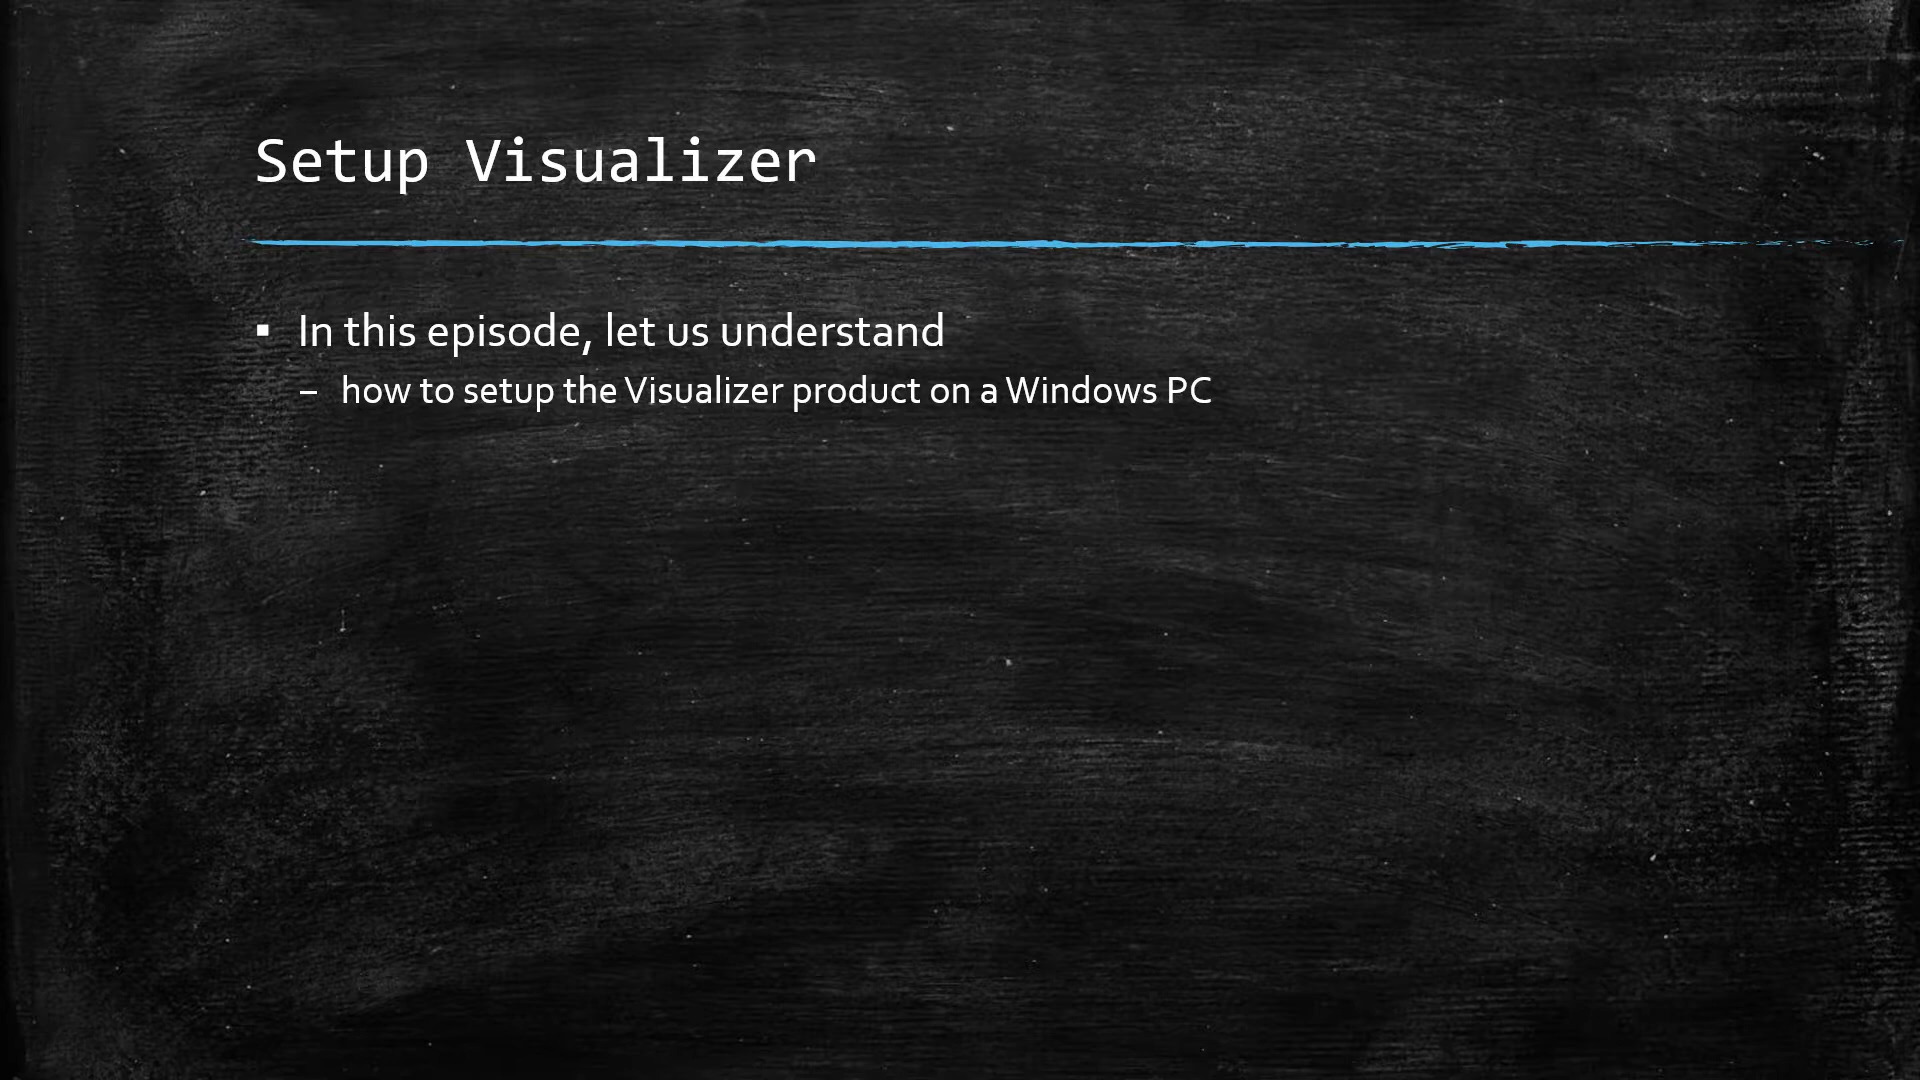 Setup Visualizer
▪ In this episode, let us understand
– how to setup the Visualizer product on a Windows PC